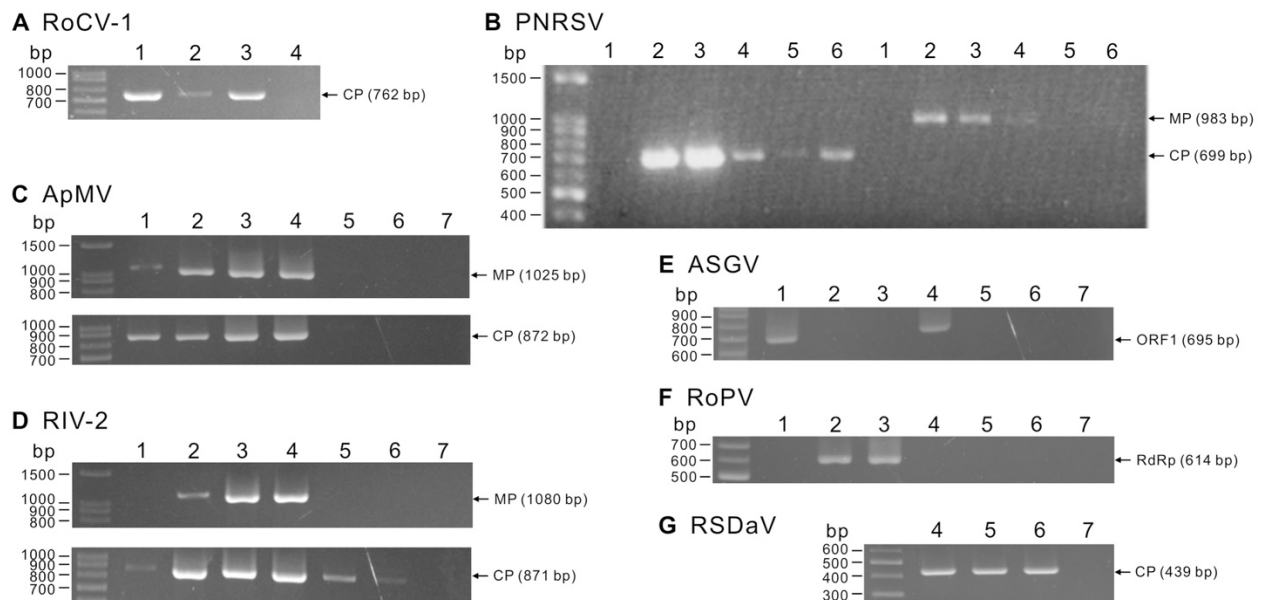 A RoCV-1
bp 1 2 3 4
1000
800
700
CP (762 bp)
B PNRSV
bp 1 2 3 4 5 6 1 2 3 4 5 6
1500
1000
900
800
700
600
500
400
MP (983 bp)
CP (699 bp)
C ApMV
bp 1 2 3 4 5 6 7
1500
1000
900
800
MP (1025 bp)
1000
900
800
700
CP (872 bp)
D RIV-2
bp 1 2 3 4 5 6 7
1500
1000
900
800
MP (1080 bp)
1000
900
800
700
CP (871 bp)
E ASGV
bp 1 2 3 4 5 6 7
900
800
700
600
ORF1 (695 bp)
F RoPV
bp 1 2 3 4 5 6 7
700
600
500
RdRp (614 bp)
G RSDaV
bp 4 5 6 7
600
500
400
300
CP (439 bp)